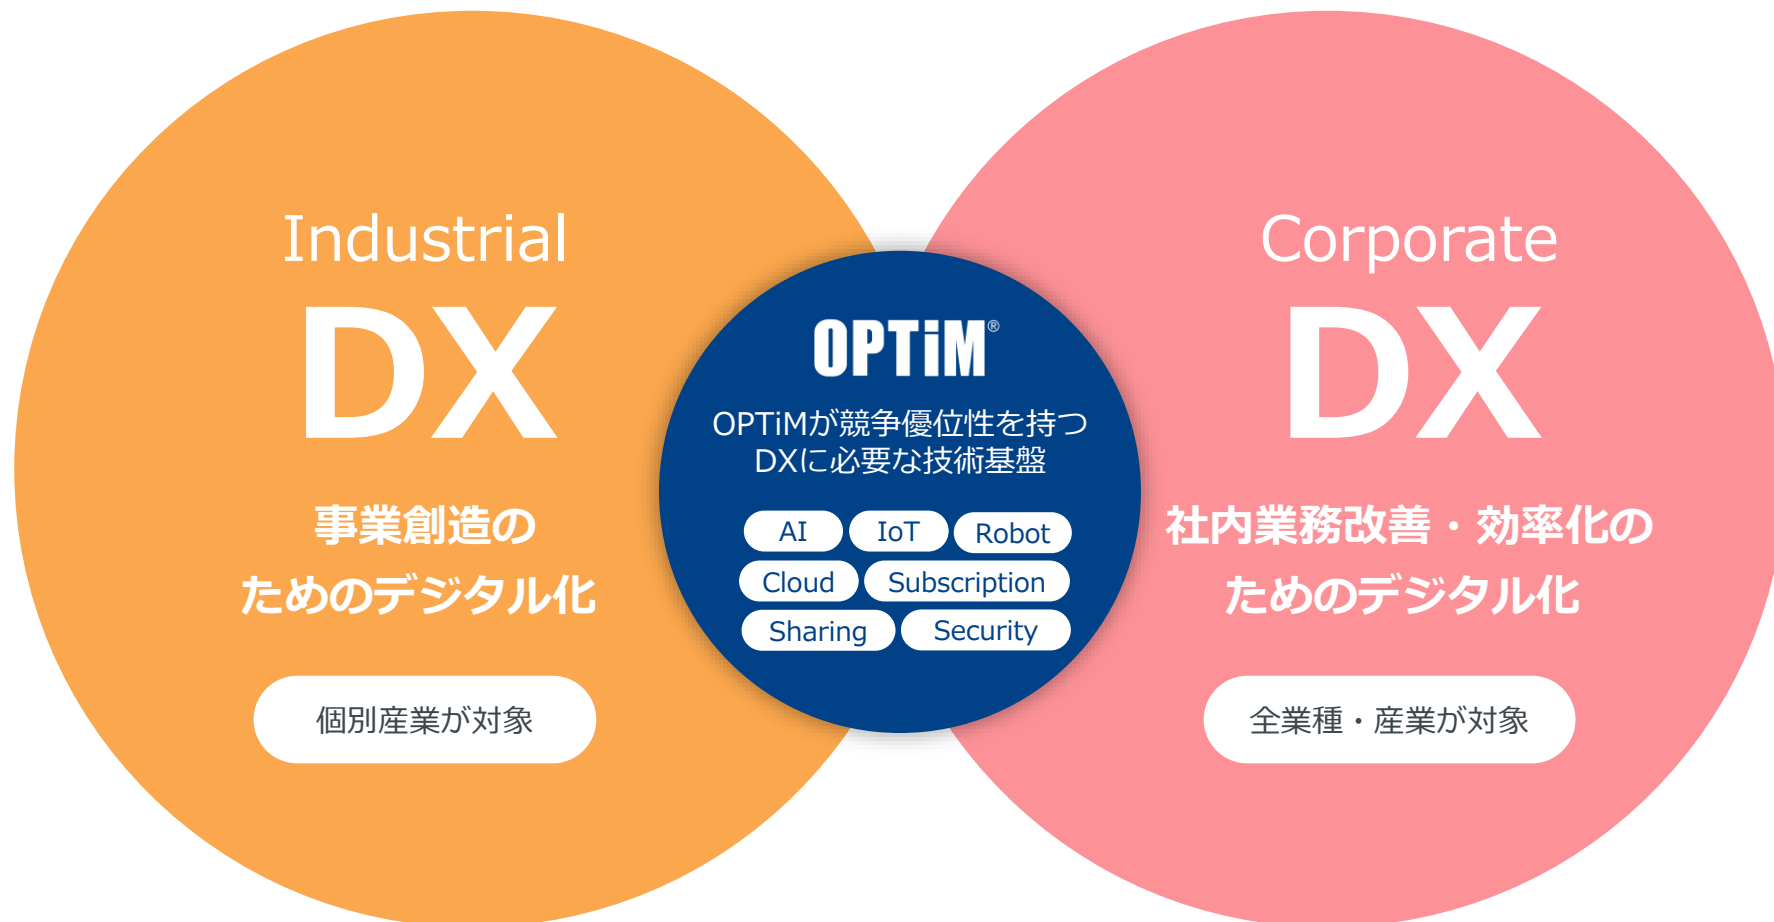 Industrial
DX
事業創造の
ためのデジタル化
個別産業が対象
OPTiM®
OPTiMが競争優位性を持つ
DXに必要な技術基盤
AI IoT Robot
Cloud Subscription
Sharing Security
Corporate
DX
社内業務改善・効率化の
ためのデジタル化
全業種・産業が対象